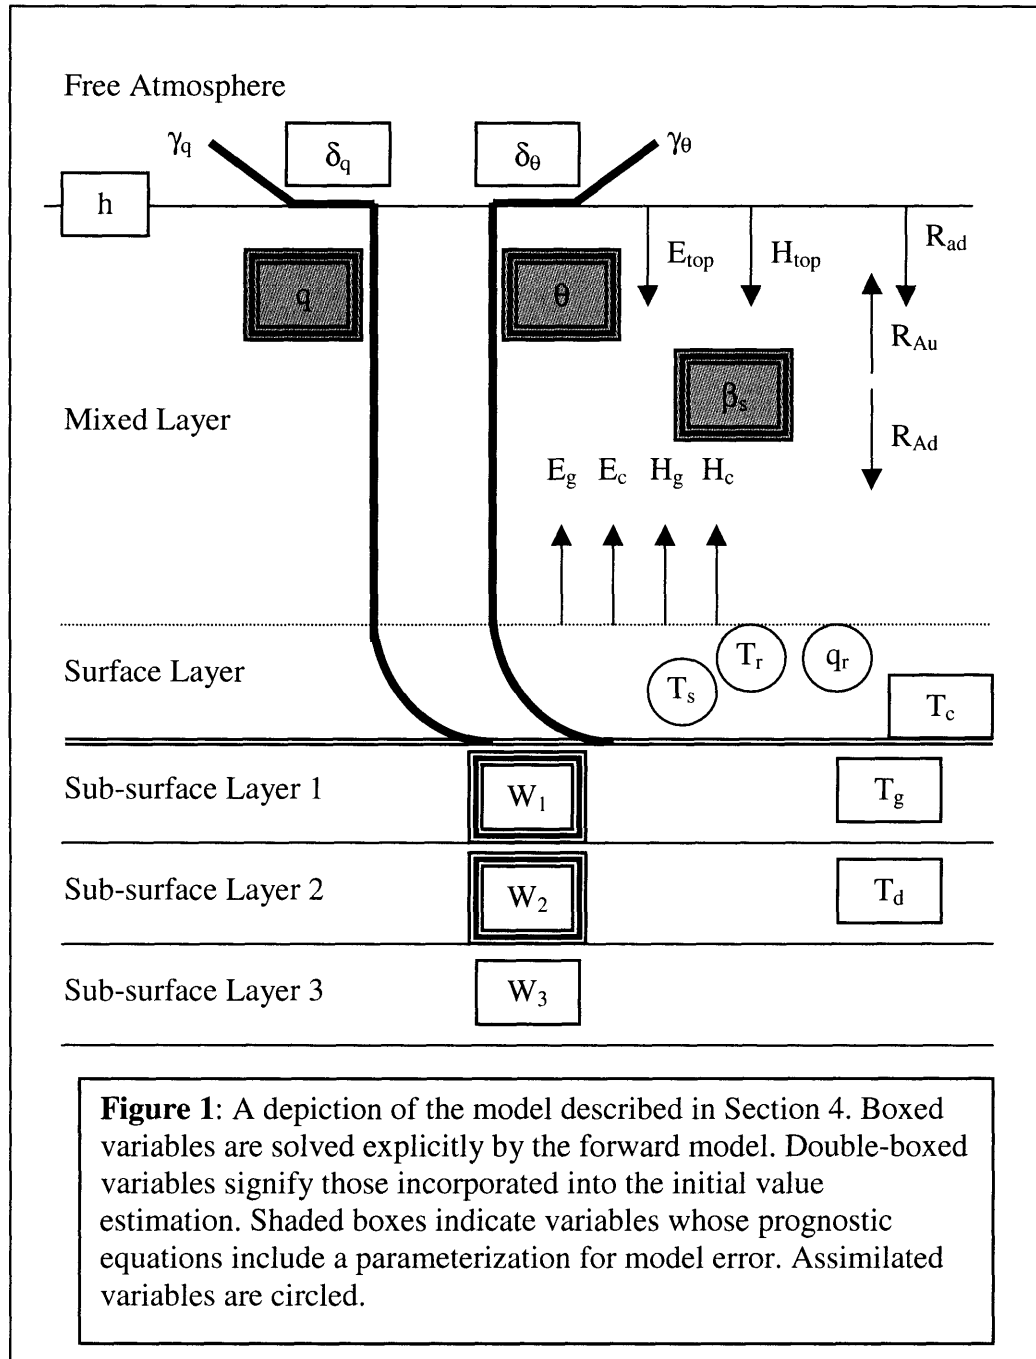 Free Atmosphere
γq δq δθ γθ
h
Etop Htop Rad
q θ
RAu
βs
Mixed Layer
RAd
Eg Ec Hg Hc
Surface Layer
Ts Tr qr Tc
Sub-surface Layer 1 W1 Tg
Sub-surface Layer 2 W2 Td
Sub-surface Layer 3 W3
Figure 1: A depiction of the model described in Section 4. Boxed
variables are solved explicitly by the forward model. Double-boxed
variables signify those incorporated into the initial value
estimation. Shaded boxes indicate variables whose prognostic
equations include a parameterization for model error. Assimilated
variables are circled.